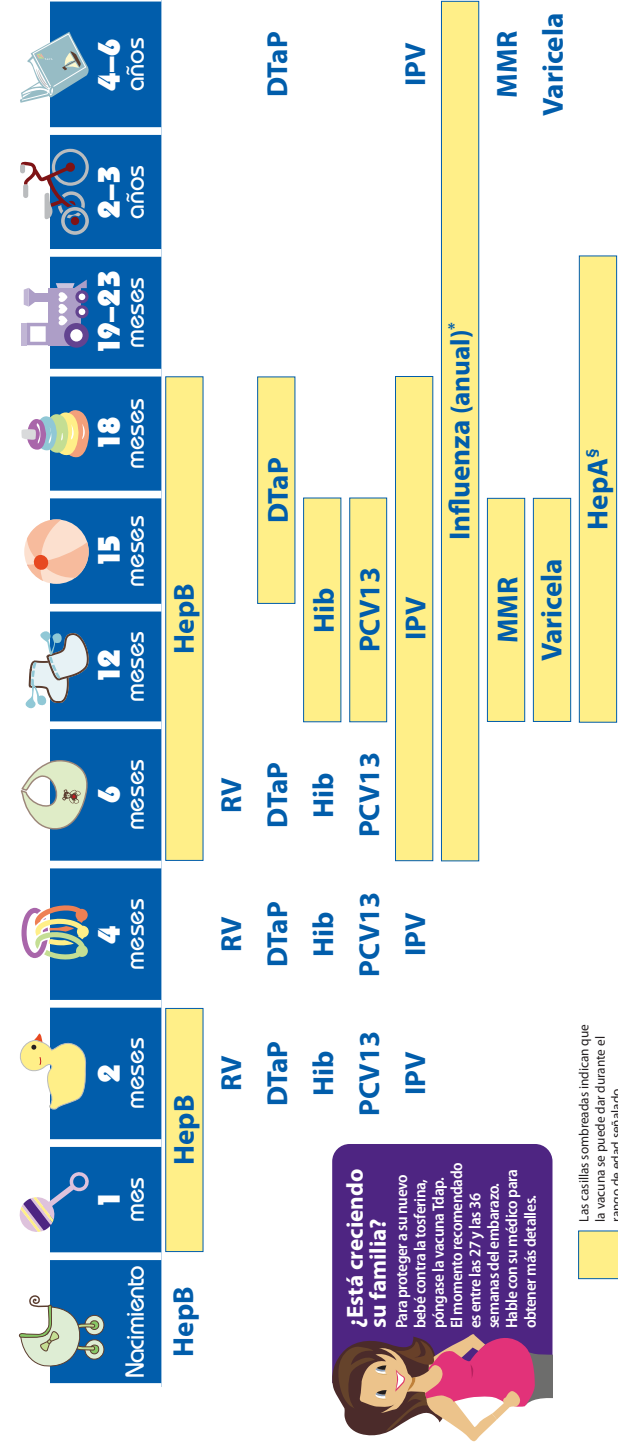 Nacimiento
1
mes
2
meses
4
meses
6
meses
12
meses
15
meses
18
meses
19–23
meses
2–3
años
4–6
años
HepB
HepB
HepB
RV
RV
RV
DTaP
DTaP
DTaP
DTaP
DTaP
Hib
Hib
Hib
Hib
PCV13
PCV13
PCV13
PCV13
IPV
IPV
IPV
IPV
Influenza (anual)*
MMR
MMR
Varicela
Varicela
HepA§
¿Está creciendo
su familia?
Para proteger a su nuevo
bebé contra la tosferina,
póngase la vacuna Tdap.
El momento recomendado
es entre las 27 y las 36
semanas del embarazo.
Hable con su médico para
obtener más detalles.
Las casillas sombreadas indican que
la vacuna se puede dar durante el
rango de edad señalado